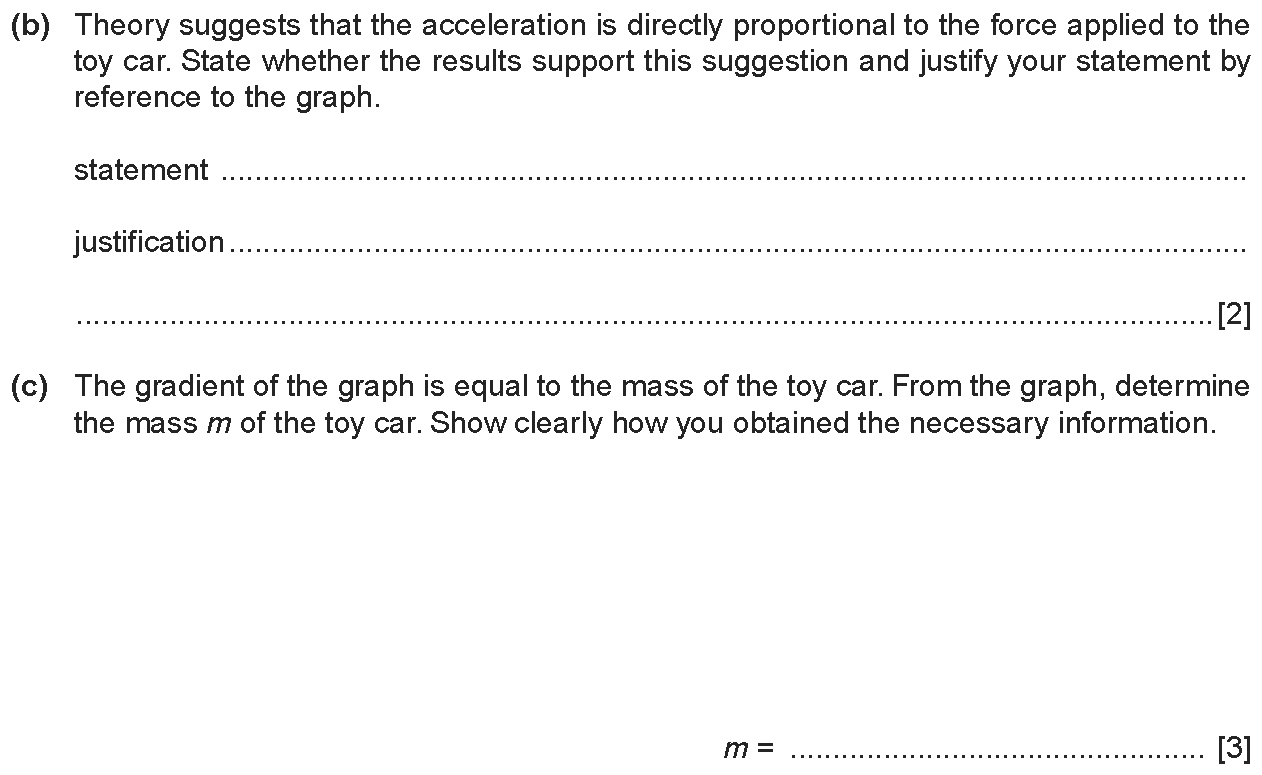 (b) Theory suggests that the acceleration is directly proportional to the force applied to the
toy car. State whether the results support this suggestion and justify your statement by
reference to the graph.
statement ..........................................................................................................................
justification.........................................................................................................................
.......................................................................................................................................[2]
(c) The gradient of the graph is equal to the mass of the toy car. From the graph, determine
the mass m of the toy car. Show clearly how you obtained the necessary information.
m = ................................................. [3]